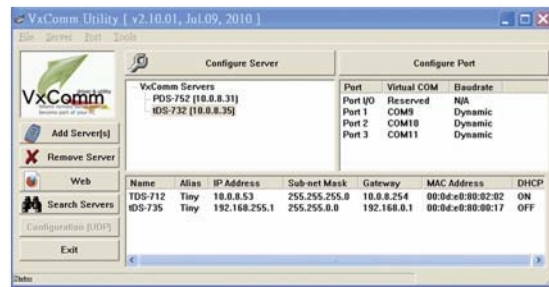 VxComm Utility [ v2.10.01, Jul.09, 2010 ]
File Server Port Tools
VxComm
Configure Server
Configure Port
VxComm Servers
PDS-752 [10.0.8.31]
tDS-732 [10.0.8.35]
Port Virtual COM Baudrate
Port I/O Reserved N/A
Port 1 COM9 Dynamic
Port 2 COM10 Dynamic
Port 3 COM11 Dynamic
Add Server(s)
Remove Server
Web
Search Servers
Configuration [UDP]
Exit
Name Alias IP Address Sub-net Mask Gateway MAC Address DHCP
TDS-712 Tiny 10.0.8.53 255.255.255.0 10.0.8.254 00:0d:e0:80:02:02 ON
tDS-735 Tiny 192.168.255.1 255.255.0.0 192.168.0.1 00:0d:e0:80:00:17 OFF
Status